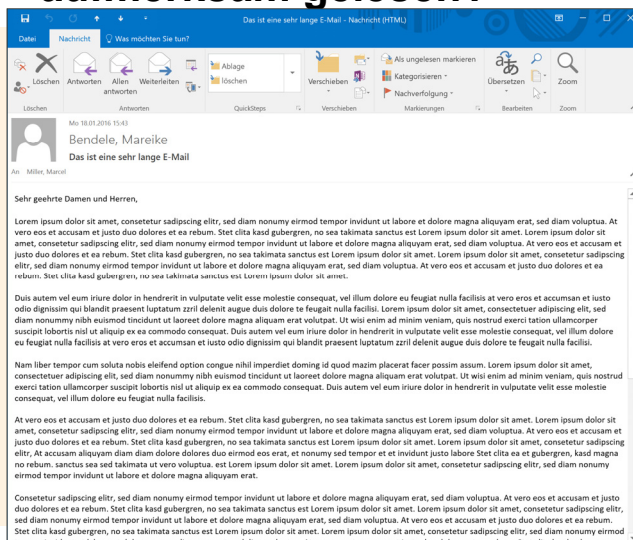 aufmerksam gelesen?
Das ist eine sehr lange E-Mail - Nachricht (HTML)
Datei Nachricht Was möchten Sie tun?
Löschen Antworten Allen antworten Weiterleiten
Ablage
löschen
Verschieben
Als ungelesen markieren
Kategorisieren
Nachverfolgung
Übersetzen
Zoom
Löschen Antworten QuickSteps Verschieben Markierungen Bearbeiten Zoom
Mo 18.01.2016 15:43
Bendele, Mareike
Das ist eine sehr lange E-Mail
An Miller, Marcel
Sehr geehrte Damen und Herren,
Lorem ipsum dolor sit amet, consetetur sadipscing elitr, sed diam nonumy eirmod tempor invidunt ut labore et dolore magna aliquyam erat, sed diam voluptua. At
vero eos et accusam et justo duo dolores et ea rebum. Stet clita kasd gubergren, no sea takimata sanctus est Lorem ipsum dolor sit amet. Lorem ipsum dolor sit
amet, consetetur sadipscing elitr, sed diam nonumy eirmod tempor invidunt ut labore et dolore magna aliquyam erat, sed diam voluptua. At vero eos et accusam et
justo duo dolores et ea rebum. Stet clita kasd gubergren, no sea takimata sanctus est Lorem ipsum dolor sit amet. Lorem ipsum dolor sit amet, consetetur sadipscing
elitr, sed diam nonumy eirmod tempor invidunt ut labore et dolore magna aliquyam erat, sed diam voluptua. At vero eos et accusam et justo duo dolores et ea
rebum. Stet clita kasd gubergren, no sea takimata sanctus est Lorem ipsum dolor sit amet.
Duis autem vel eum iriure dolor in hendrerit in vulputate velit esse molestie consequat, vel illum dolore eu feugiat nulla facilisis at vero eros et accumsan et iusto
odio dignissim qui blandit praesent luptatum zzril delenit augue duis dolore te feugait nulla facilisi. Lorem ipsum dolor sit amet, consectetuer adipiscing elit, sed
diam nonummy nibh euismod tincidunt ut laoreet dolore magna aliquam erat volutpat. Ut wisi enim ad minim veniam, quis nostrud exerci tation ullamcorper
suscipit lobortis nisl ut aliquip ex ea commodo consequat. Duis autem vel eum iriure dolor in hendrerit in vulputate velit esse molestie consequat, vel illum dolore
eu feugiat nulla facilisis at vero eros et accumsan et iusto odio dignissim qui blandit praesent luptatum zzril delenit augue duis dolore te feugait nulla facilisi.
Nam liber tempor cum soluta nobis eleifend option congue nihil imperdiet doming id quod mazim placerat facer possim assum. Lorem ipsum dolor sit amet,
consectetuer adipiscing elit, sed diam nonummy nibh euismod tincidunt ut laoreet dolore magna aliquam erat volutpat. Ut wisi enim ad minim veniam, quis nostrud
exerci tation ullamcorper suscipit lobortis nisl ut aliquip ex ea commodo consequat. Duis autem vel eum iriure dolor in hendrerit in vulputate velit esse molestie
consequat, vel illum dolore eu feugiat nulla facilisis.
At vero eos et accusam et justo duo dolores et ea rebum. Stet clita kasd gubergren, no sea takimata sanctus est Lorem ipsum dolor sit amet. Lorem ipsum dolor sit
amet, consetetur sadipscing elitr, sed diam nonumy eirmod tempor invidunt ut labore et dolore magna aliquyam erat, sed diam voluptua. At vero eos et accusam et
justo duo dolores et ea rebum. Stet clita kasd gubergren, no sea takimata sanctus est Lorem ipsum dolor sit amet. Lorem ipsum dolor sit amet, consetetur sadipscing
elitr, At accusam aliquyam diam diam dolore dolores duo eirmod eos erat, et nonumy sed tempor et et invidunt justo labore Stet clita ea et gubergren, kasd magna
no rebum. sanctus sea sed takimata ut vero voluptua. est Lorem ipsum dolor sit amet. Lorem ipsum dolor sit amet, consetetur sadipscing elitr, sed diam nonumy
eirmod tempor invidunt ut labore et dolore magna aliquyam erat.
Consetetur sadipscing elitr, sed diam nonumy eirmod tempor invidunt ut labore et dolore magna aliquyam erat, sed diam voluptua. At vero eos et accusam et justo
duo dolores et ea rebum. Stet clita kasd gubergren, no sea takimata sanctus est Lorem ipsum dolor sit amet. Lorem ipsum dolor sit amet, consetetur sadipscing elitr,
sed diam nonumy eirmod tempor invidunt ut labore et dolore magna aliquyam erat, sed diam voluptua. At vero eos et accusam et justo duo dolores et ea rebum.
Stet clita kasd gubergren, no sea takimata sanctus est Lorem ipsum dolor sit amet. Lorem ipsum dolor sit amet, consetetur sadipscing elitr, sed diam nonumy eirmod